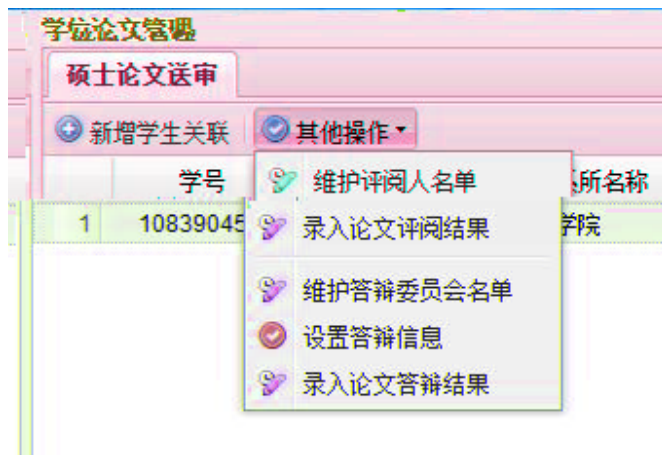 学位论文管理
硕士论文送审
新增学生关联 其他操作
学号 所名称
1 10839045 学院
维护评阅人名单
录入论文评阅结果
维护答辩委员会名单
设置答辩信息
录入论文答辩结果